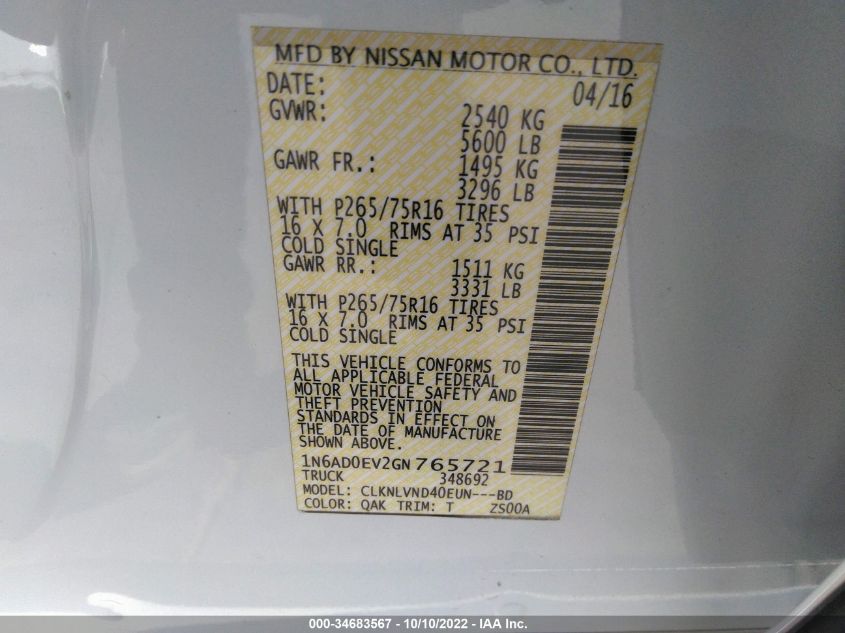 MFD BY NISSAN MOTOR CO., LTD.
DATE: 04/16
GVWR: 2540 KG
5600 LB
GAWR FR.: 1495 KG
3296 LB
WITH P265/75R16 TIRES
16 X 7.0 RIMS AT 35 PSI
COLD SINGLE
GAWR RR.: 1511 KG
3331 LB
WITH P265/75R16 TIRES
16 X 7.0 RIMS AT 35 PSI
COLD SINGLE
THIS VEHICLE CONFORMS TO
ALL APPLICABLE FEDERAL
MOTOR VEHICLE SAFETY AND
THEFT PREVENTION
STANDARDS IN EFFECT ON
THE DATE OF MANUFACTURE
SHOWN ABOVE.
1N6AD0EV2GN765721
TRUCK 348692
MODEL: CLKNLVND40EUN---BD
COLOR: QAK TRIM: T ZS00A
000-34683567 - 10/10/2022 - IAA Inc.